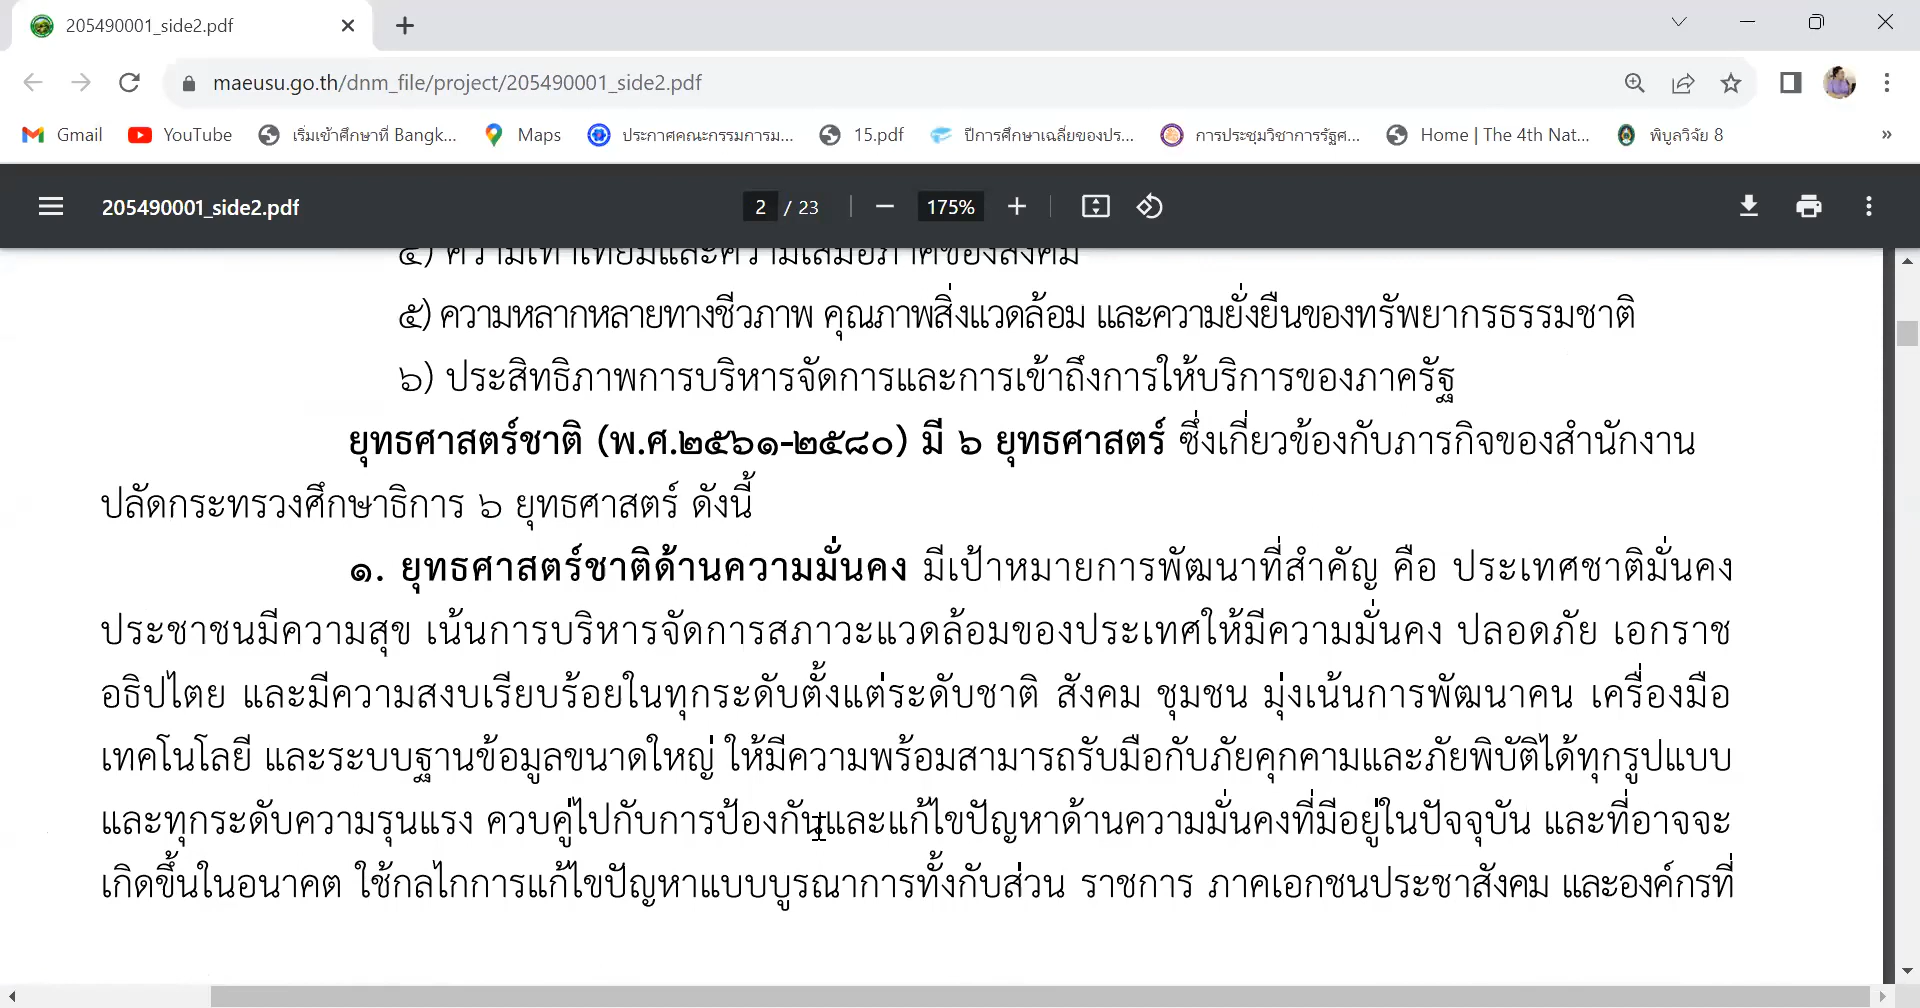 205490001_side2.pdf
maeusu.go.th/dnm_file/project/205490001_side2.pdf
Gmail YouTube เริ่มเข้าศึกษาที่ Bangk... Maps ประกาศคณะกรรมการม... 15.pdf ปีการศึกษาเฉลี่ยของปร... การประชุมวิชาการรัฐศ... Home | The 4th Nat... พิบูลวิจัย 8 »
205490001_side2.pdf 2 / 23 175%
๔) ความเท่าเทียมและความเสมอภาคของสังคม
๕) ความหลากหลายทางชีวภาพ คุณภาพสิ่งแวดล้อม และความยั่งยืนของทรัพยากรธรรมชาติ
๖) ประสิทธิภาพการบริหารจัดการและการเข้าถึงการให้บริการของภาครัฐ
ยุทธศาสตร์ชาติ (พ.ศ.๒๕๖๑-๒๕๘๐) มี ๖ ยุทธศาสตร์ ซึ่งเกี่ยวข้องกับภารกิจของสำนักงาน
ปลัดกระทรวงศึกษาธิการ ๖ ยุทธศาสตร์ ดังนี้
๑. ยุทธศาสตร์ชาติด้านความมั่นคง มีเป้าหมายการพัฒนาที่สำคัญ คือ ประเทศชาติมั่นคง
ประชาชนมีความสุข เน้นการบริหารจัดการสภาวะแวดล้อมของประเทศให้มีความมั่นคง ปลอดภัย เอกราช
อธิปไตย และมีความสงบเรียบร้อยในทุกระดับตั้งแต่ระดับชาติ สังคม ชุมชน มุ่งเน้นการพัฒนาคน เครื่องมือ
เทคโนโลยี และระบบฐานข้อมูลขนาดใหญ่ ให้มีความพร้อมสามารถรับมือกับภัยคุกคามและภัยพิบัติได้ทุกรูปแบบ
และทุกระดับความรุนแรง ควบคู่ไปกับการป้องกันและแก้ไขปัญหาด้านความมั่นคงที่มีอยู่ในปัจจุบัน และที่อาจจะ
เกิดขึ้นในอนาคต ใช้กลไกการแก้ไขปัญหาแบบบูรณาการทั้งกับส่วน ราชการ ภาคเอกชนประชาสังคม และองค์กรที่